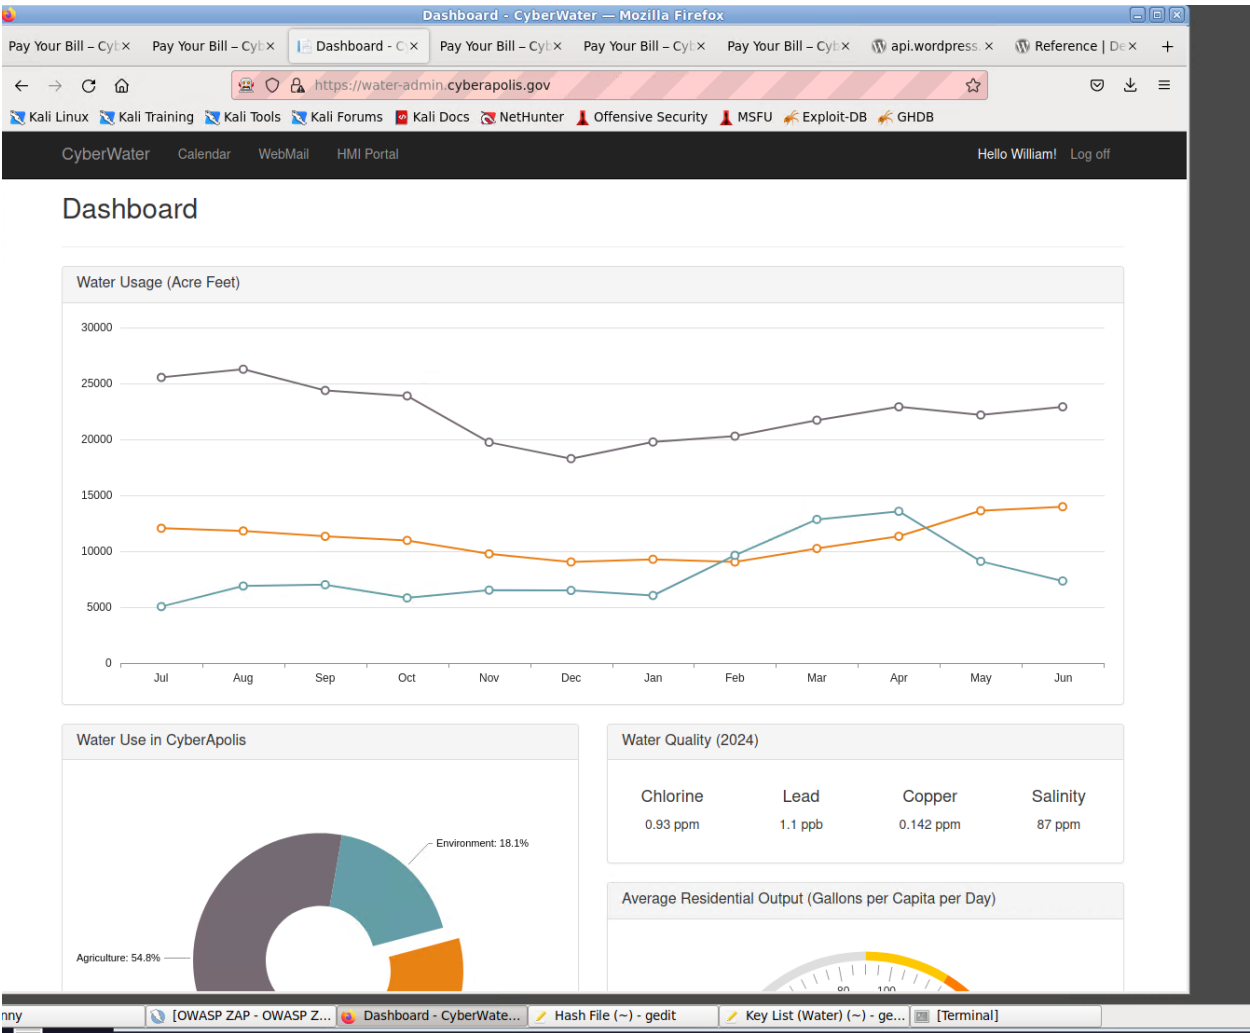 Dashboard - CyberWater — Mozilla Firefox
Pay Your Bill – Cyb × Pay Your Bill – Cyb × Dashboard - C × Pay Your Bill – Cyb × Pay Your Bill – Cyb × Pay Your Bill – Cyb × api.wordpress. × Reference | De × +
https://water-admin.cyberapolis.gov
Kali Linux Kali Training Kali Tools Kali Forums Kali Docs NetHunter Offensive Security MSFU Exploit-DB GHDB
CyberWater Calendar WebMail HMI Portal Hello William! Log off
Dashboard
Water Usage (Acre Feet)
30000
25000
20000
15000
10000
5000
0
Jul Aug Sep Oct Nov Dec Jan Feb Mar Apr May Jun
Water Use in CyberApolis
Environment: 18.1%
Agriculture: 54.8%
Water Quality (2024)
Chlorine Lead Copper Salinity
0.93 ppm 1.1 ppb 0.142 ppm 87 ppm
Average Residential Output (Gallons per Capita per Day)
80 100
nny [OWASP ZAP - OWASP Z... Dashboard - CyberWate... Hash File (~) - gedit Key List (Water) (~) - ge... [Terminal]